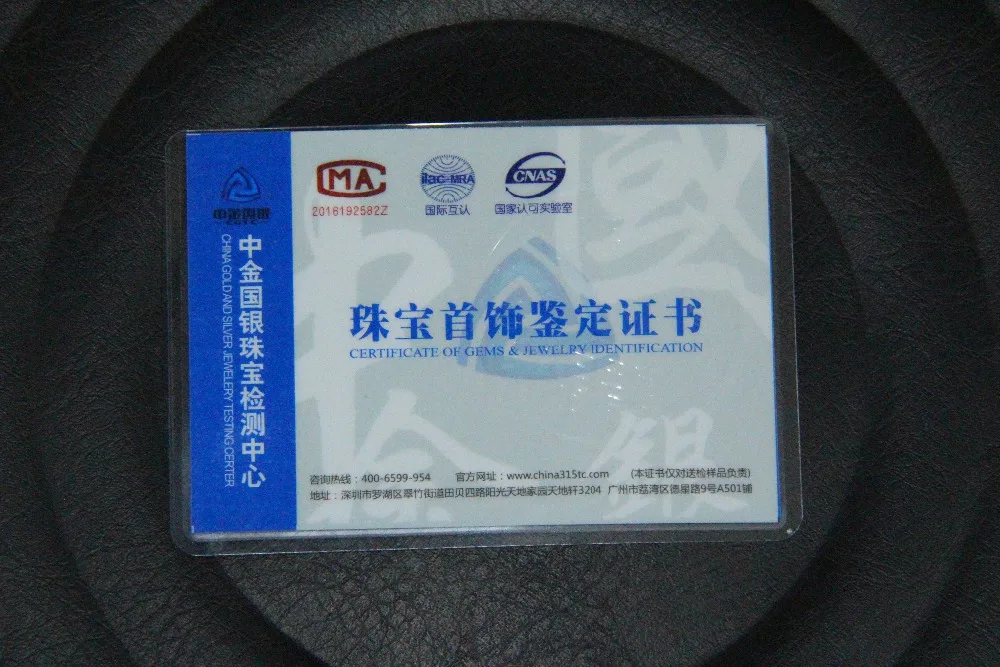 中金国银
CGTC
中金国银珠宝检测中心
CHINA GOLD AND SILVER JEWELERY TESTING CERTER
CMA
2018192582Z
ilac-MRA
国际互认
CNAS
国家认可实验室
珠宝首饰鉴定证书
CERTIFICATE OF GEMS & JEWELRY IDENTIFICATION
咨询热线：400-6599-954 官方网址：www.china315tc.com (本证书仅对送检样品负责)
地址：深圳市罗湖区翠竹街道田贝四路阳光天地家园天地轩3204 广州市荔湾区德星路9号A501铺